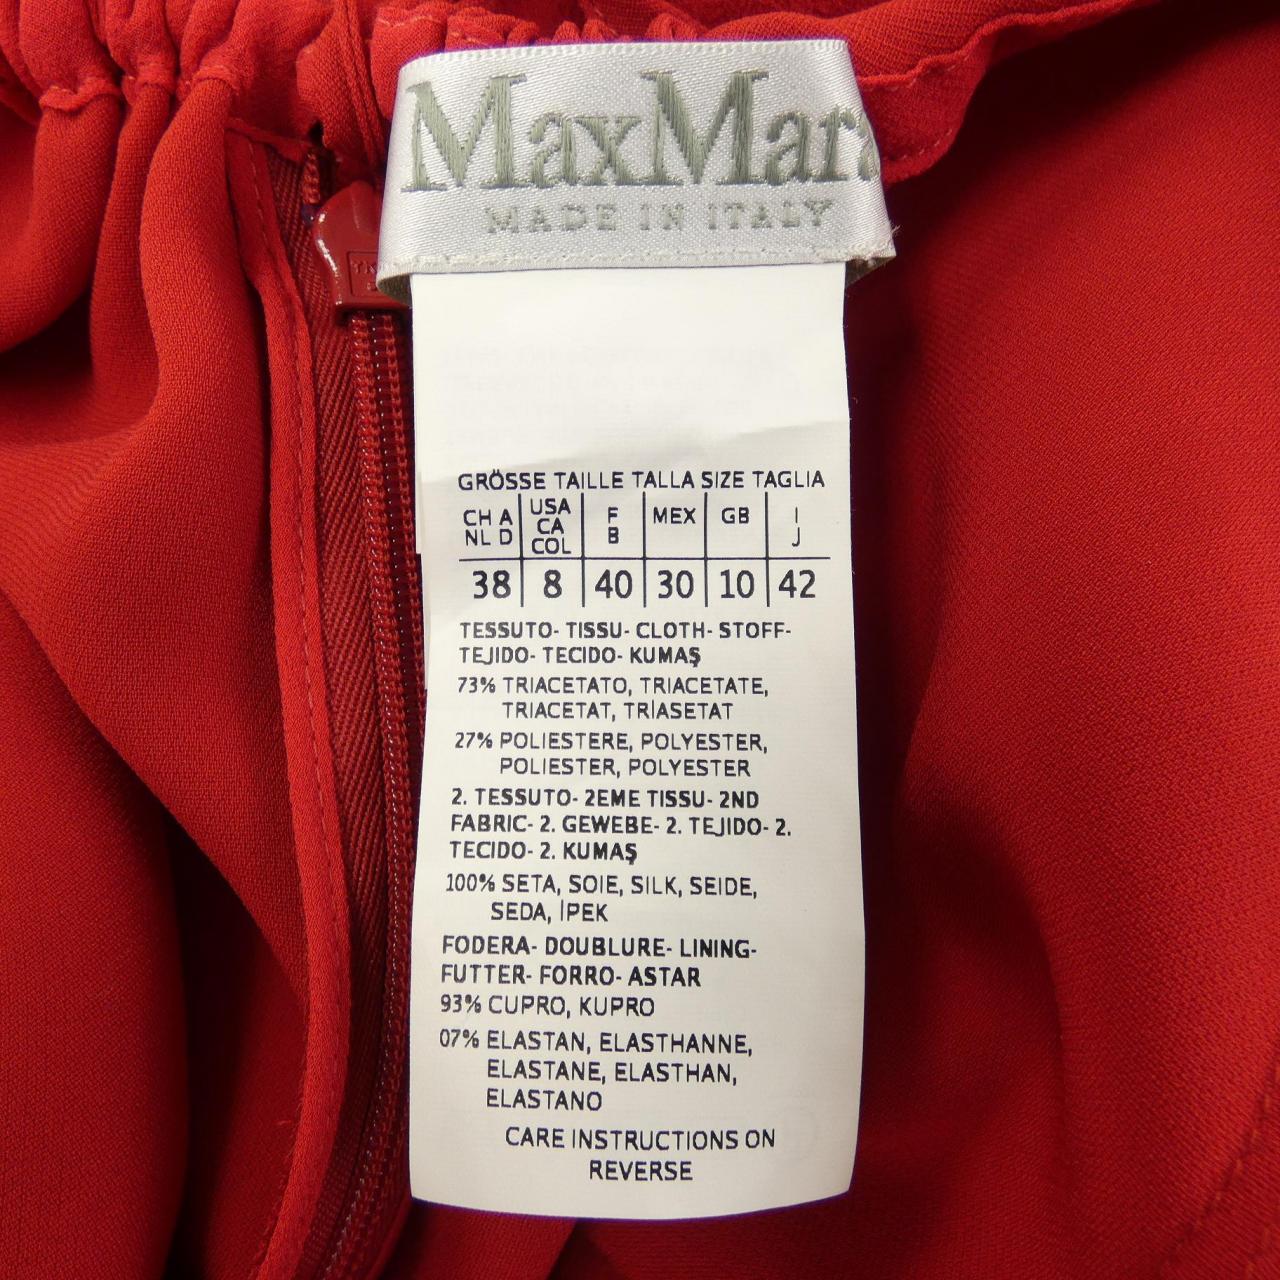 MaxMara
MADE IN ITALY
GRÖSSE TAILLE TALLA SIZE TAGLIA
CH A NL D | USA CA COL | F B | MEX | GB | I J
38 | 8 | 40 | 30 | 10 | 42
TESSUTO- TISSU- CLOTH- STOFF-
TEJIDO- TECIDO- KUMAŞ
73% TRIACETATO, TRIACETATE,
TRIACETAT, TRİASETAT
27% POLIESTERE, POLYESTER,
POLIESTER, POLYESTER
2. TESSUTO- 2EME TISSU- 2ND
FABRIC- 2. GEWEBE- 2. TEJIDO- 2.
TECIDO- 2. KUMAŞ
100% SETA, SOIE, SILK, SEIDE,
SEDA, İPEK
FODERA- DOUBLURE- LINING-
FUTTER- FORRO- ASTAR
93% CUPRO, KUPRO
07% ELASTAN, ELASTHANNE,
ELASTANE, ELASTHAN,
ELASTANO
CARE INSTRUCTIONS ON
REVERSE